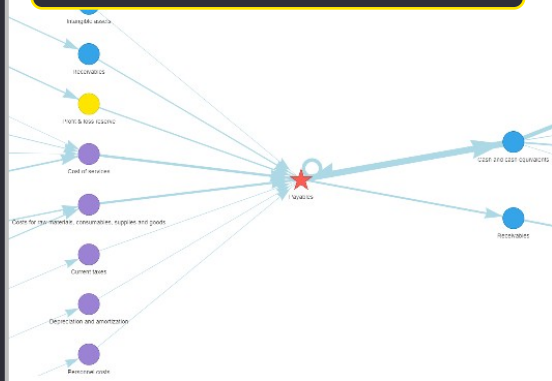 Intangible assets
Receivables
Profit & loss reserve
Cost of services
Costs for raw materials, consumables, supplies and goods
Current taxes
Depreciation and amortization
Personnel costs
Payables
Cash and cash equivalents
Receivables